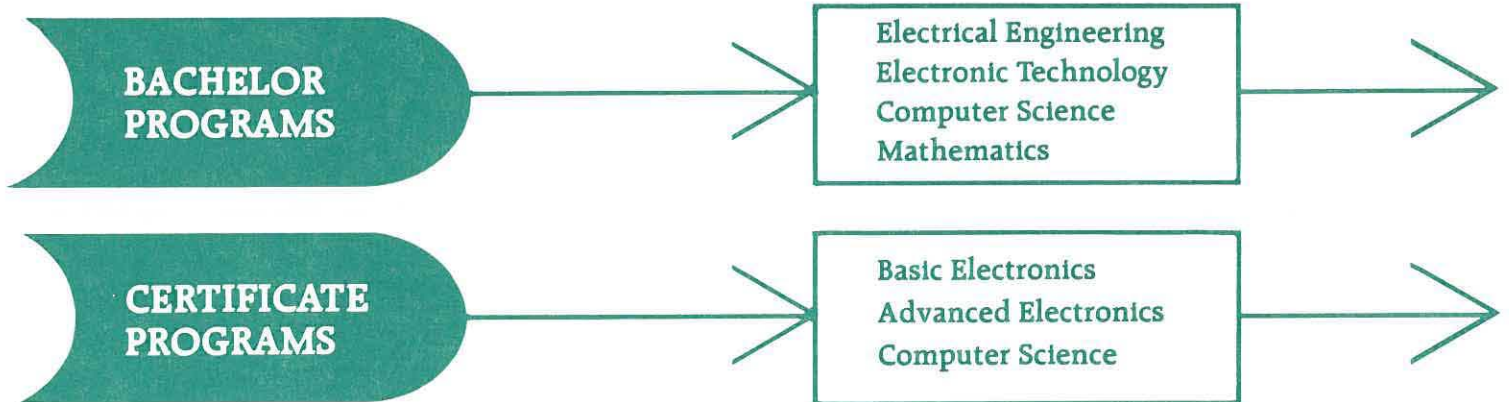 BACHELOR
PROGRAMS
Electrical Engineering
Electronic Technology
Computer Science
Mathematics
CERTIFICATE
PROGRAMS
Basic Electronics
Advanced Electronics
Computer Science